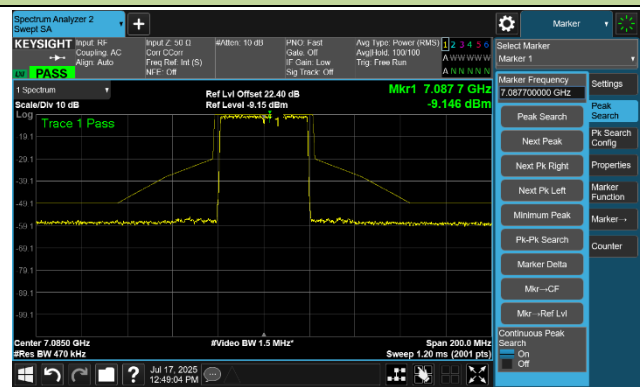 Spectrum Analyzer 2
Swept SA
Marker
KEYSIGHT
Input: RF
Coupling: AC
Align: Auto
Input Z: 50 Ω
Corr CCorr
Freq Ref: Int (S)
NFE: Off
#Atten: 10 dB
PNO: Fast
Gate: Off
IF Gain: Low
Sig Track: Off
Avg Type: Power (RMS)
Avg|Hold: 100/100
Trig: Free Run
1 2 3 4 5 6
A W W W W W
A N N N N N
PASS
Select Marker
Marker 1
1 Spectrum
Scale/Div 10 dB
Log
Ref Lvl Offset 22.40 dB
Ref Level -9.15 dBm
Mkr1 7.087 7 GHz
-9.146 dBm
Trace 1 Pass
1
-19.1
-29.1
-39.1
-49.1
-59.1
-69.1
-79.1
-89.1
-99.1
Center 7.0850 GHz
#Res BW 470 kHz
#Video BW 1.5 MHz*
Span 200.0 MHz
Sweep 1.20 ms (2001 pts)
Marker Frequency
7.087700000 GHz
Peak Search
Next Peak
Next Pk Right
Next Pk Left
Minimum Peak
Pk-Pk Search
Marker Delta
Mkr→CF
Mkr→Ref Lvl
Continuous Peak
Search
On
Off
Settings
Peak
Search
Pk Search
Config
Properties
Marker
Function
Marker→
Counter
Jul 17, 2025
12:49:04 PM